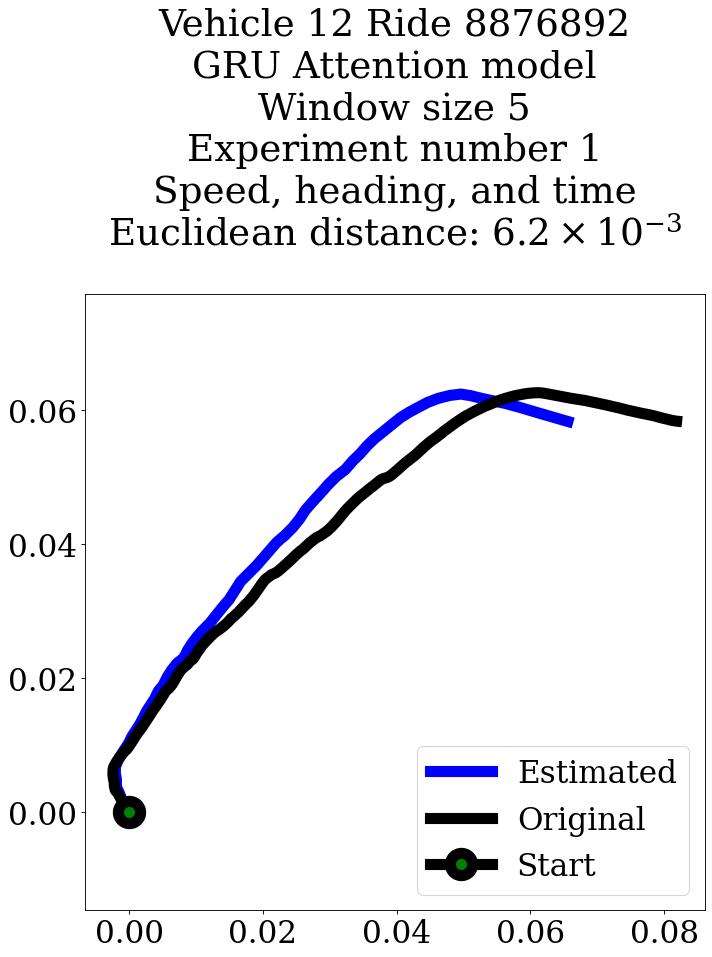 Vehicle 12 Ride 8876892
GRU Attention model
Window size 5
Experiment number 1
Speed, heading, and time
Euclidean distance: 6.2 × 10⁻³
0.06
0.04
0.02
0.00
Estimated
Original
Start
0.00 0.02 0.04 0.06 0.08